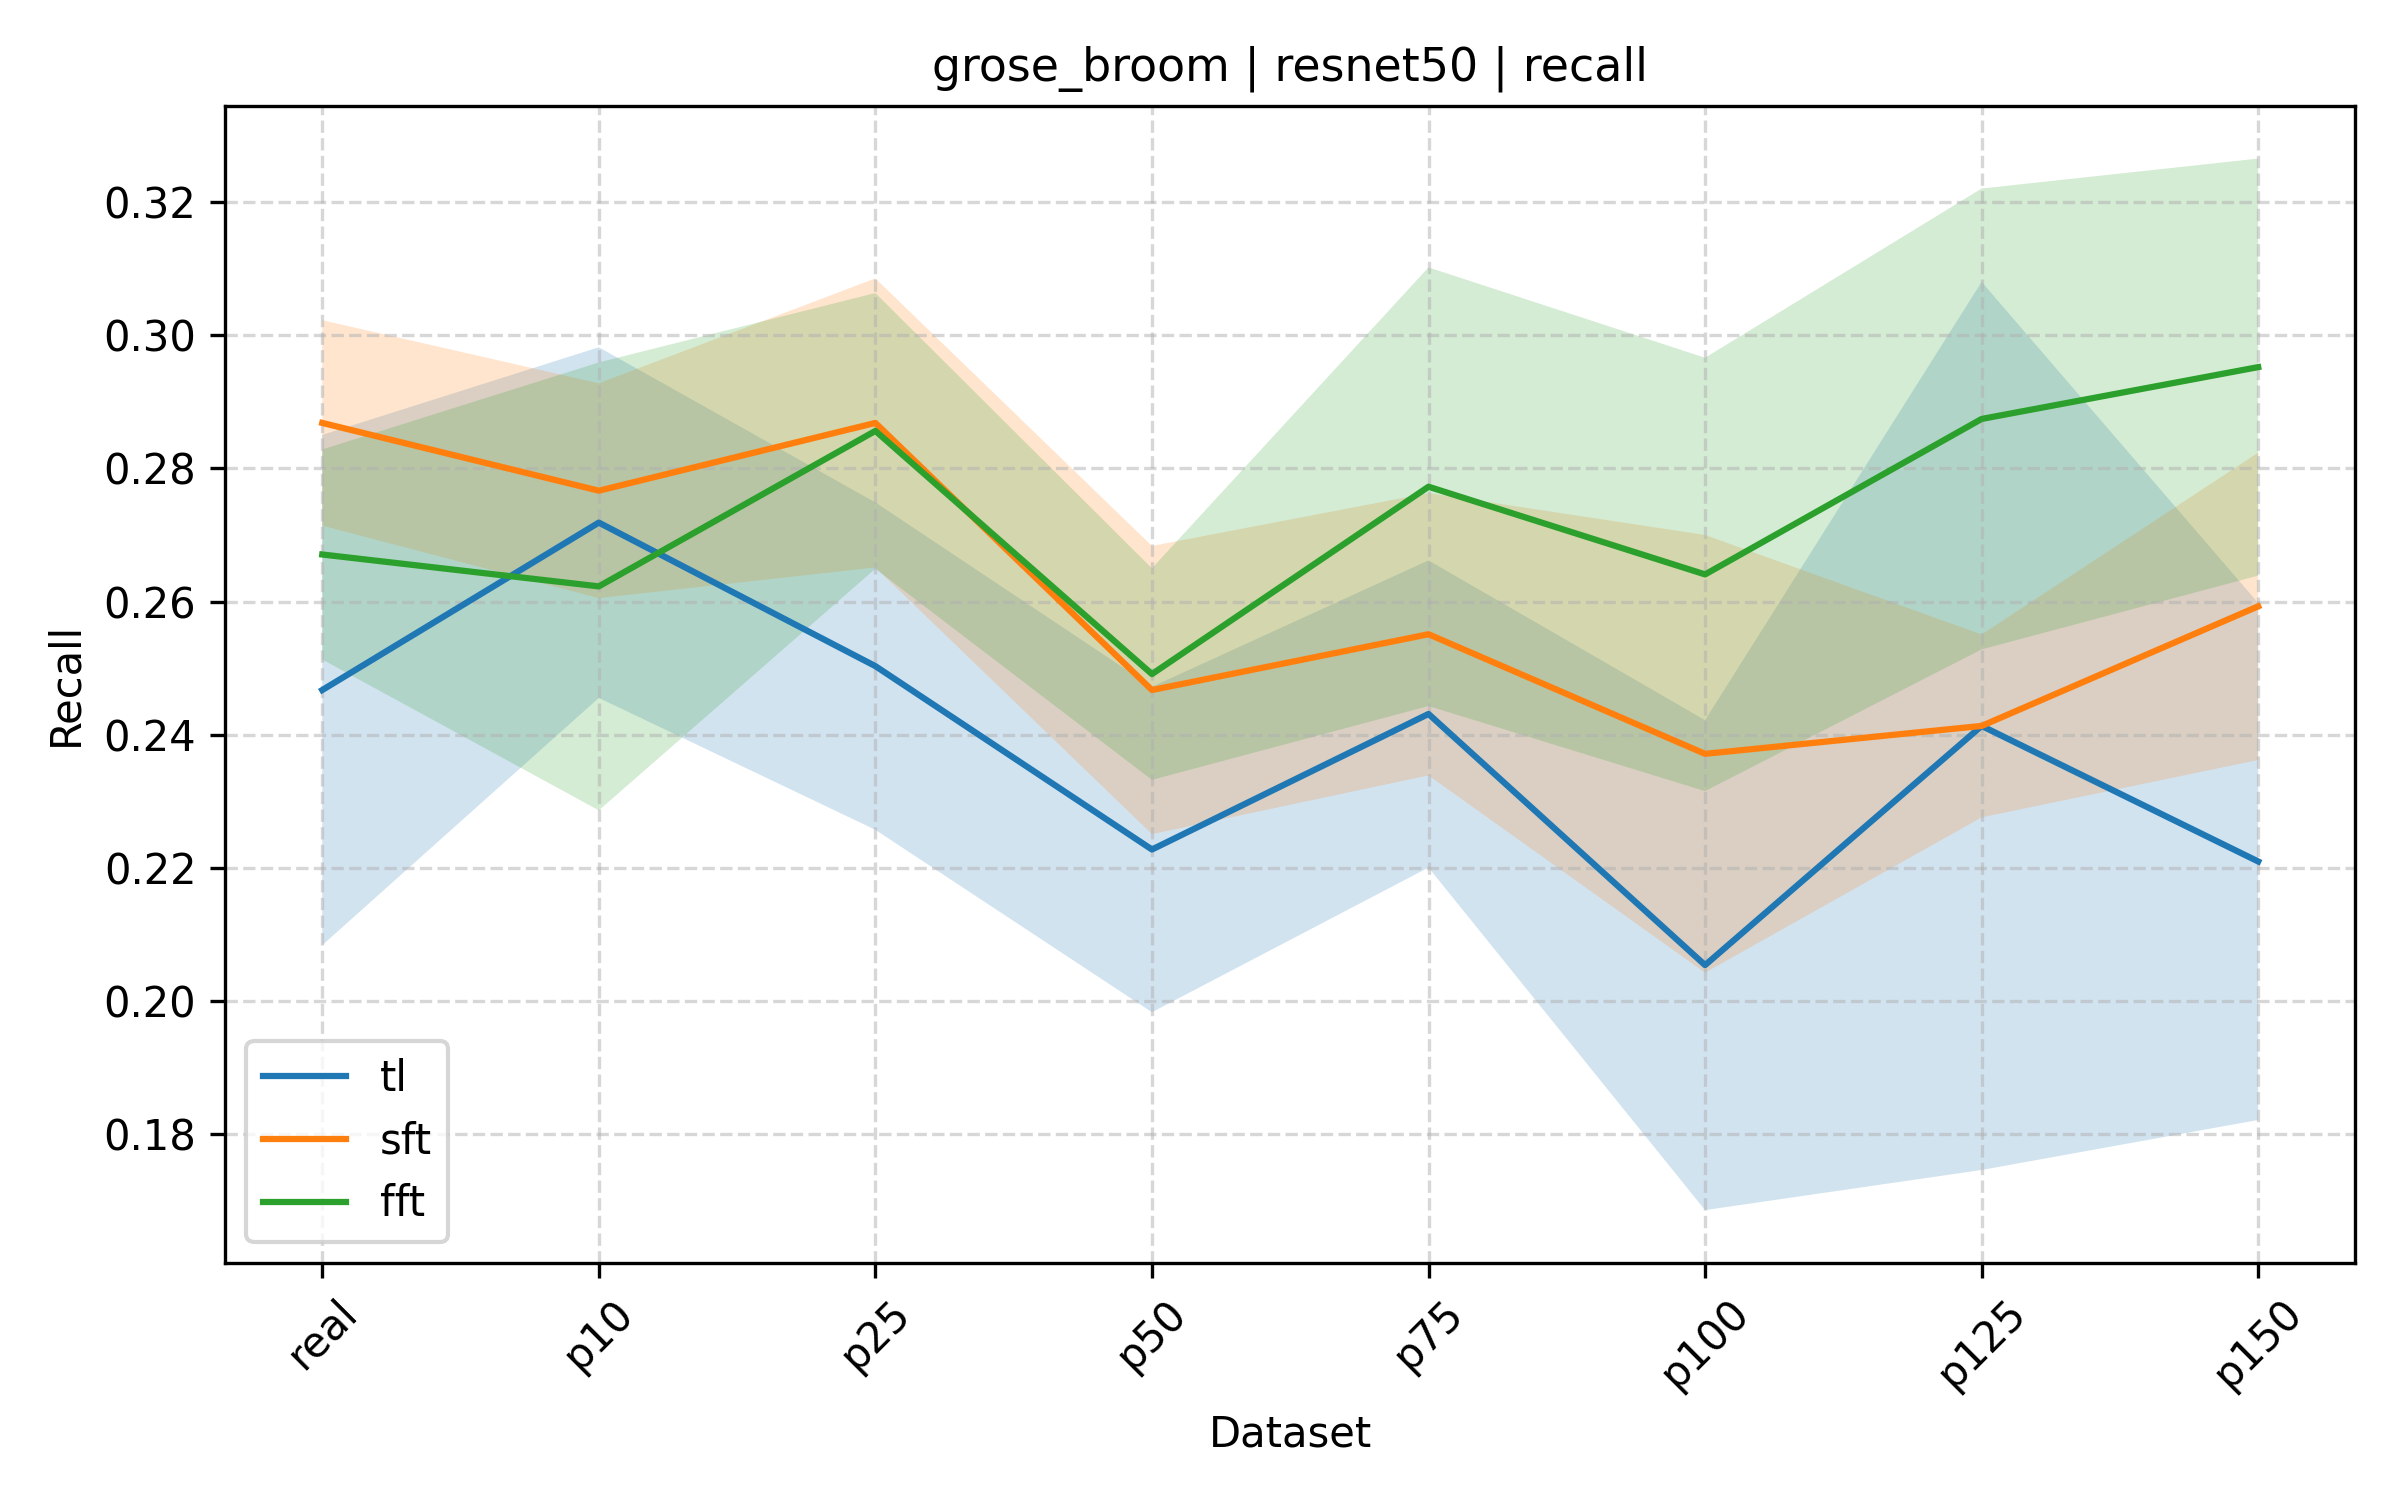 grose_broom | resnet50 | recall
Recall
0.32
0.30
0.28
0.26
0.24
0.22
0.20
0.18
tl
sft
fft
real
p10
p25
p50
p75
p100
p125
p150
Dataset